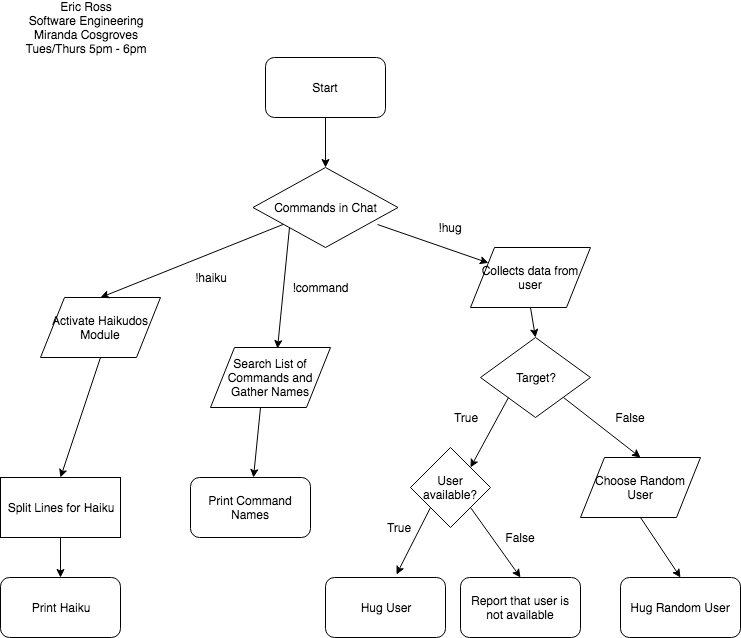 Eric Ross
Software Engineering
Miranda Cosgroves
Tues/Thurs 5pm - 6pm
Start
Commands in Chat
!hug
!haiku
!command
Collects data from
user
Activate Haikudos
Module
Search List of
Commands and
Gather Names
Target?
True
False
User
available?
Choose Random
User
Split Lines for Haiku
Print Command
Names
True
False
Print Haiku
Hug User
Report that user is
not available
Hug Random User